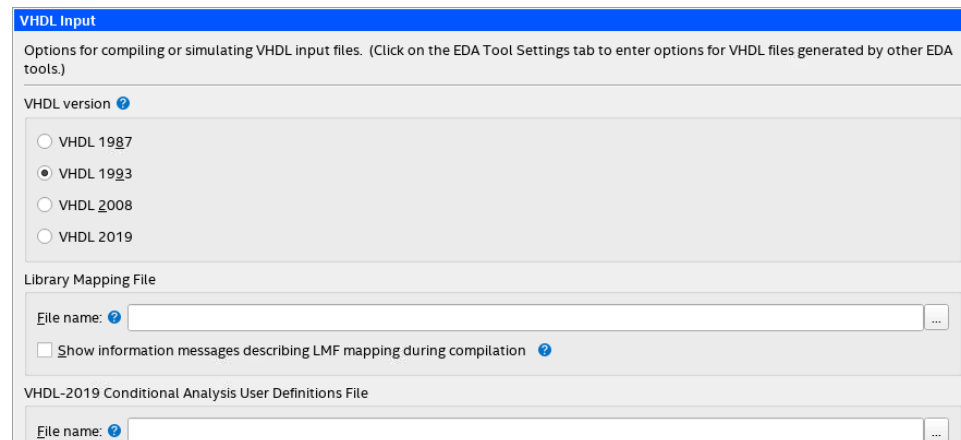 VHDL Input
Options for compiling or simulating VHDL input files. (Click on the EDA Tool Settings tab to enter options for VHDL files generated by other EDA
tools.)
VHDL version ?
VHDL 1987
VHDL 1993
VHDL 2008
VHDL 2019
Library Mapping File
File name: ? ...
Show information messages describing LMF mapping during compilation ?
VHDL-2019 Conditional Analysis User Definitions File
File name: ? ...